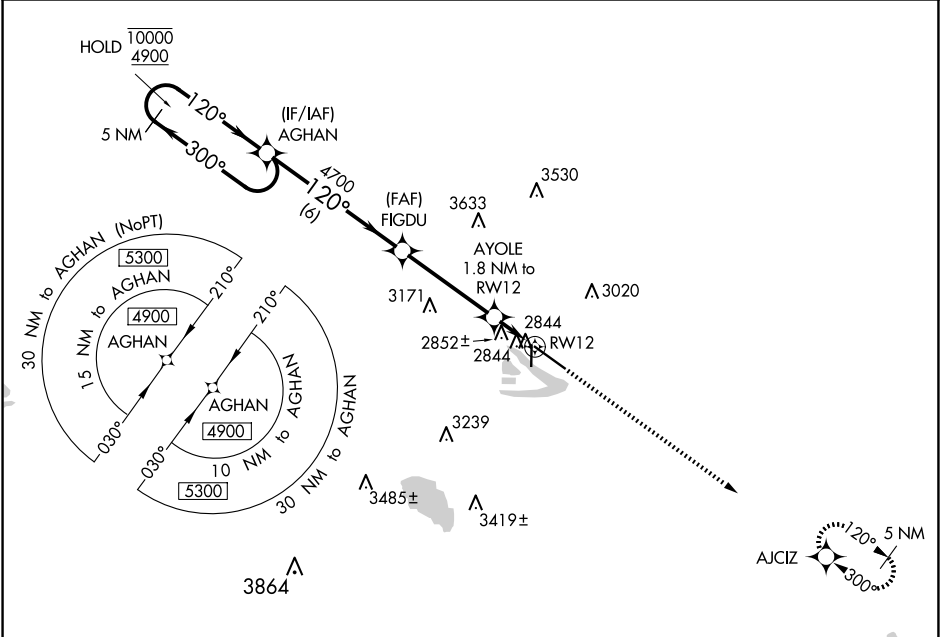 HOLD 10000
4900
120°
5 NM
300°
(IF/IAF)
AGHAN
4700
120°
(6)
(FAF)
FIGDU
3530
3633
AYOLE
1.8 NM to
RW12
3171
3020
2844
2852±
2844
RW12
30 NM to AGHAN (NoPT)
5300
15 NM to AGHAN
4900
AGHAN
210°
030°
210°
AGHAN
4900
10 NM to AGHAN
5300
30 NM to AGHAN
030°
3239
3485±
3419±
3864
AJCIZ
120°
5 NM
300°